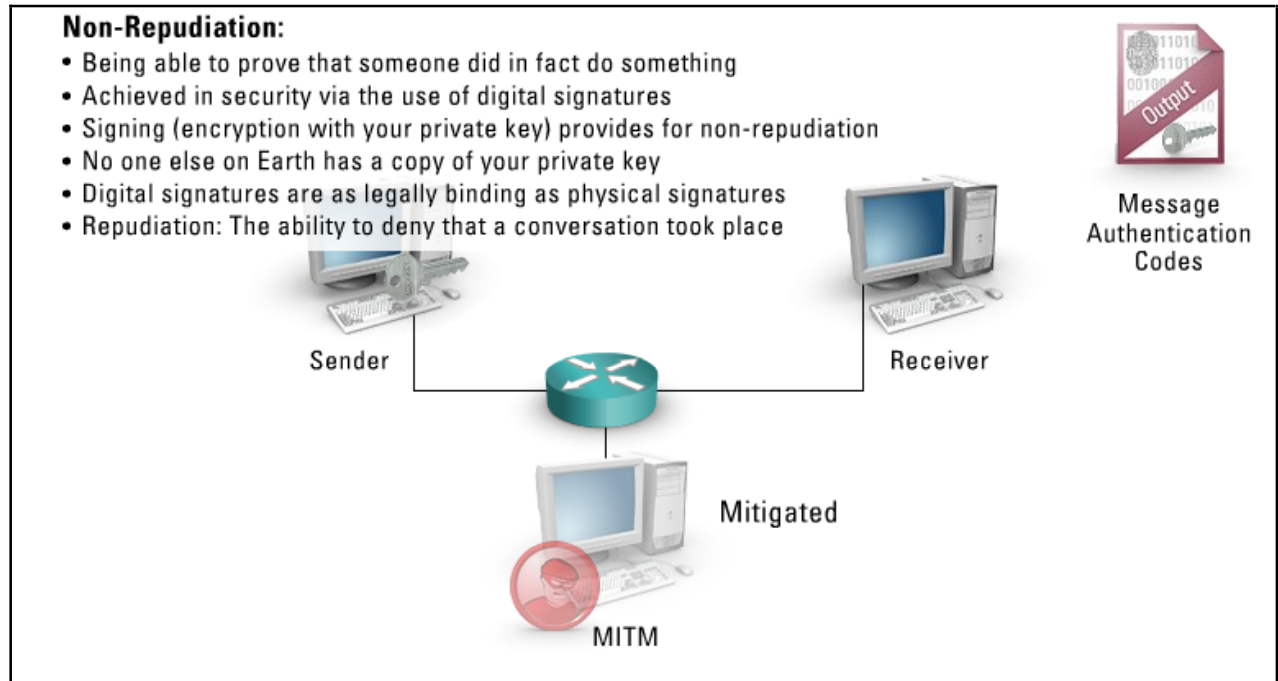 Non-Repudiation:
• Being able to prove that someone did in fact do something
• Achieved in security via the use of digital signatures
• Signing (encryption with your private key) provides for non-repudiation
• No one else on Earth has a copy of your private key
• Digital signatures are as legally binding as physical signatures
• Repudiation: The ability to deny that a conversation took place
Output
Message
Authentication
Codes
Sender
Receiver
Mitigated
MITM